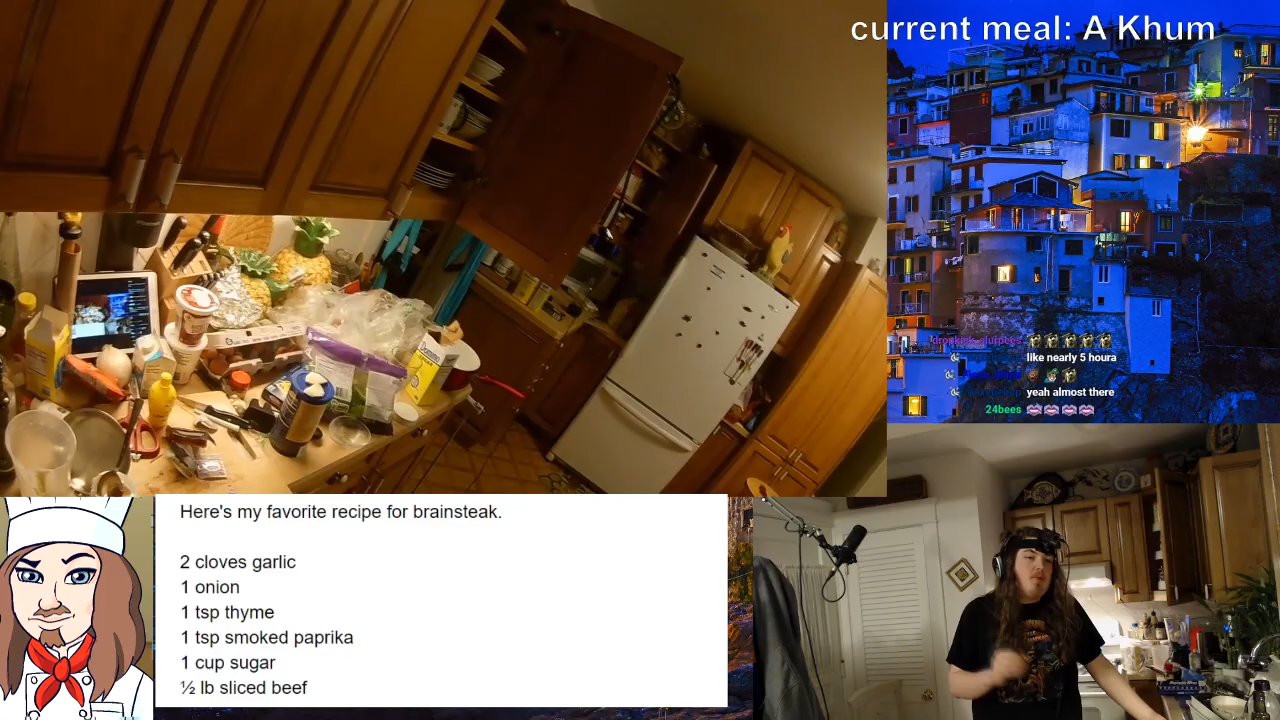 current meal: A Khum
like nearly 5 houra
yeah almost there
24bees
Domino
Here's my favorite recipe for brainsteak.
2 cloves garlic
1 onion
1 tsp thyme
1 tsp smoked paprika
1 cup sugar
½ lb sliced beef